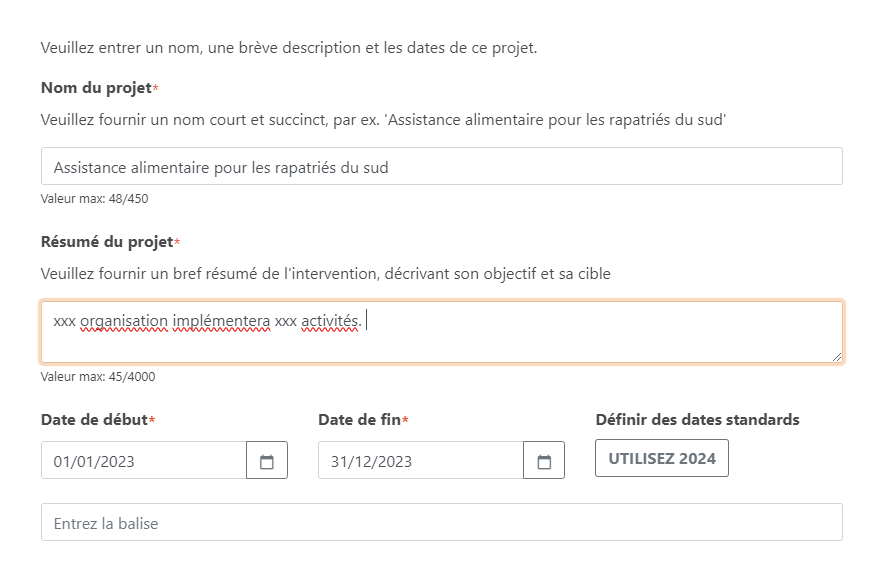 Veuillez entrer un nom, une brève description et les dates de ce projet.
Nom du projet*
Veuillez fournir un nom court et succinct, par ex. 'Assistance alimentaire pour les rapatriés du sud'
Assistance alimentaire pour les rapatriés du sud
Valeur max: 48/450
Résumé du projet*
Veuillez fournir un bref résumé de l'intervention, décrivant son objectif et sa cible
xxx organisation implémentera xxx activités.
Valeur max: 45/4000
Date de début* Date de fin* Définir des dates standards
01/01/2023 31/12/2023 UTILISEZ 2024
Entrez la balise